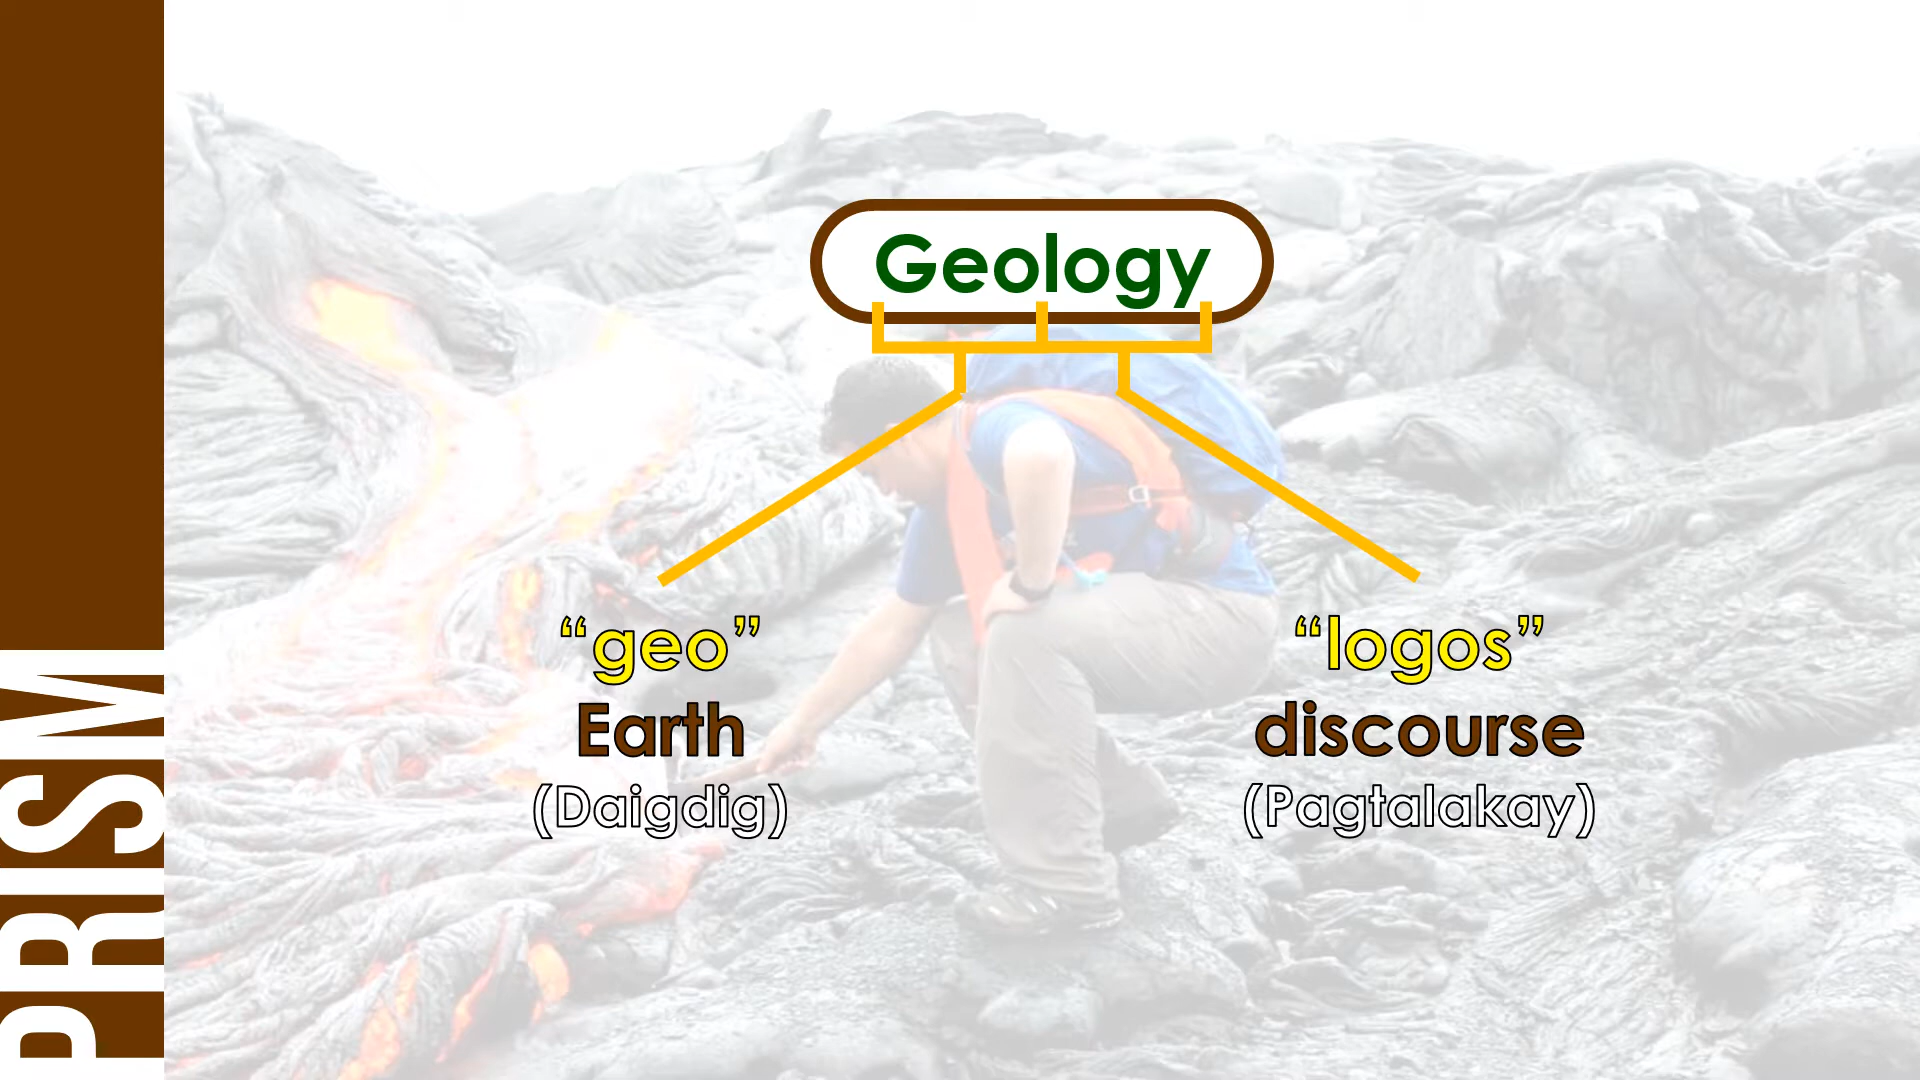 PRISM
Geology
“geo”
Earth
(Daigdig)
“logos”
discourse
(Pagtalakay)